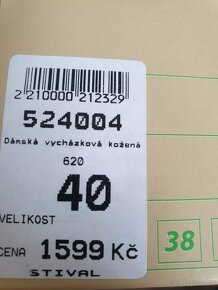 2 210000 212329
524004
Dámská vycházková kožená
620
40
VELIKOST
CENA 1599 Kč
STIVAL
38